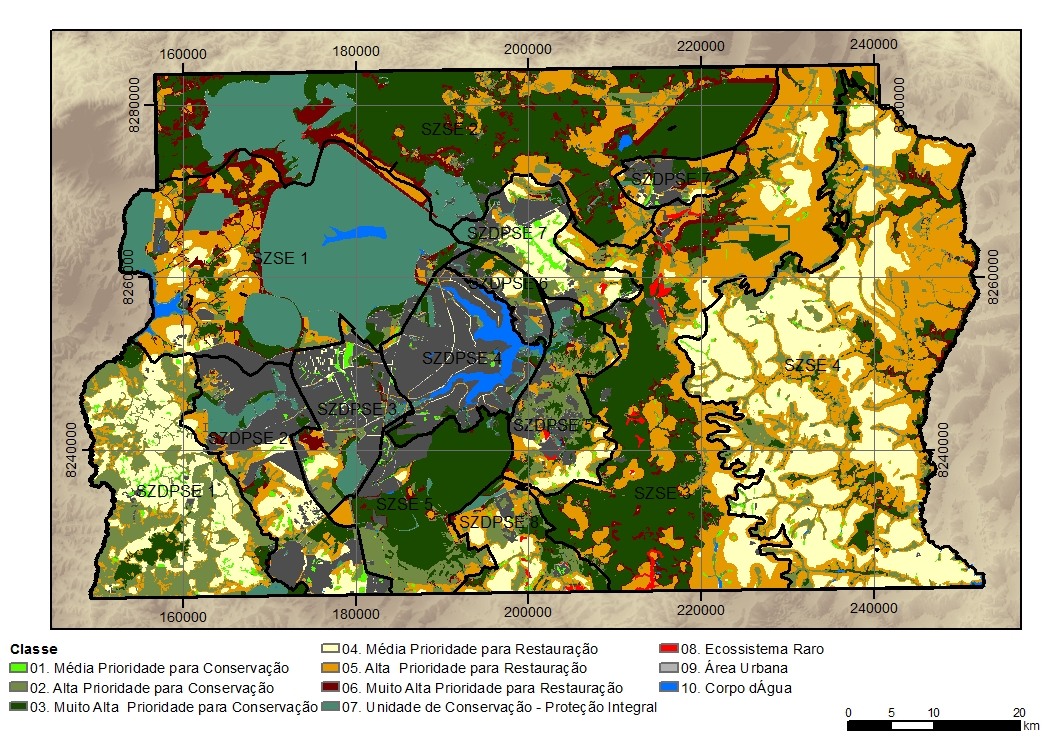 160000 180000 200000 220000 240000
8280000
8280000
SZSE 2
SZDPSE 7
SZDPSE 7
SZSE 1
8260000
8260000
SZDPSE 6
SZDPSE 4
SZSE 4
SZDPSE 3
SZDPSE 5
SZDPSE 2
8240000
8240000
SZDPSE 1
SZSE 3
SZSE 5
SZDPSE 8
160000 180000 200000 220000 240000
Classe
01. Média Prioridade para Conservação
02. Alta Prioridade para Conservação
03. Muito Alta Prioridade para Conservação
04. Média Prioridade para Restauração
05. Alta Prioridade para Restauração
06. Muito Alta Prioridade para Restauração
07. Unidade de Conservação - Proteção Integral
08. Ecossistema Raro
09. Área Urbana
10. Corpo dÁgua
0 5 10 20
km